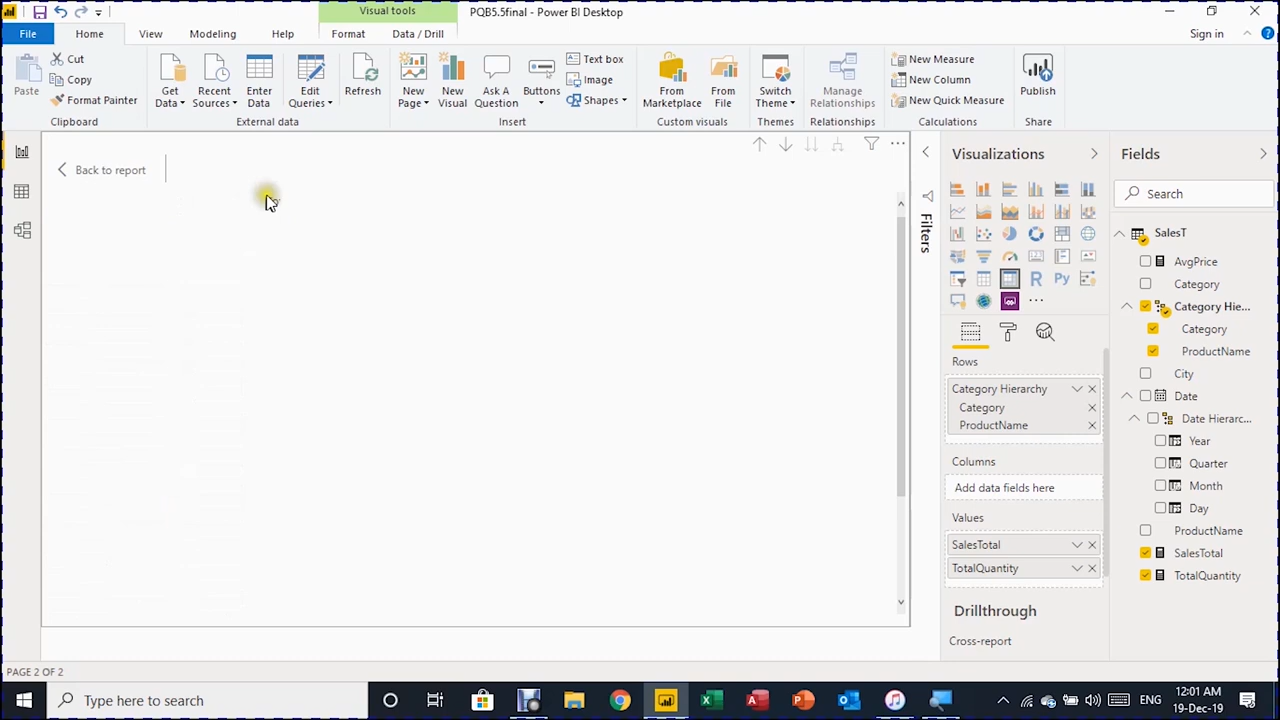 Visual tools
PQB5.5final - Power BI Desktop
File
Home
View
Modeling
Help
Format
Data / Drill
Sign in
Paste
Cut
Copy
Format Painter
Clipboard
Get Data
Recent Sources
Enter Data
Edit Queries
Refresh
External data
New Page
New Visual
Ask A Question
Buttons
Text box
Image
Shapes
Insert
From Marketplace
From File
Custom visuals
Switch Theme
Themes
Manage Relationships
Relationships
New Measure
New Column
New Quick Measure
Calculations
Publish
Share
Back to report
Filters
Visualizations
R
Py
Rows
Category Hierarchy
Category
ProductName
Columns
Add data fields here
Values
SalesTotal
TotalQuantity
Drillthrough
Cross-report
Fields
Search
SalesT
AvgPrice
Category
Category Hie...
Category
ProductName
City
Date
Date Hierarc...
Year
Quarter
Month
Day
ProductName
SalesTotal
TotalQuantity
PAGE 2 OF 2
Type here to search
ENG
12:01 AM
19-Dec-19